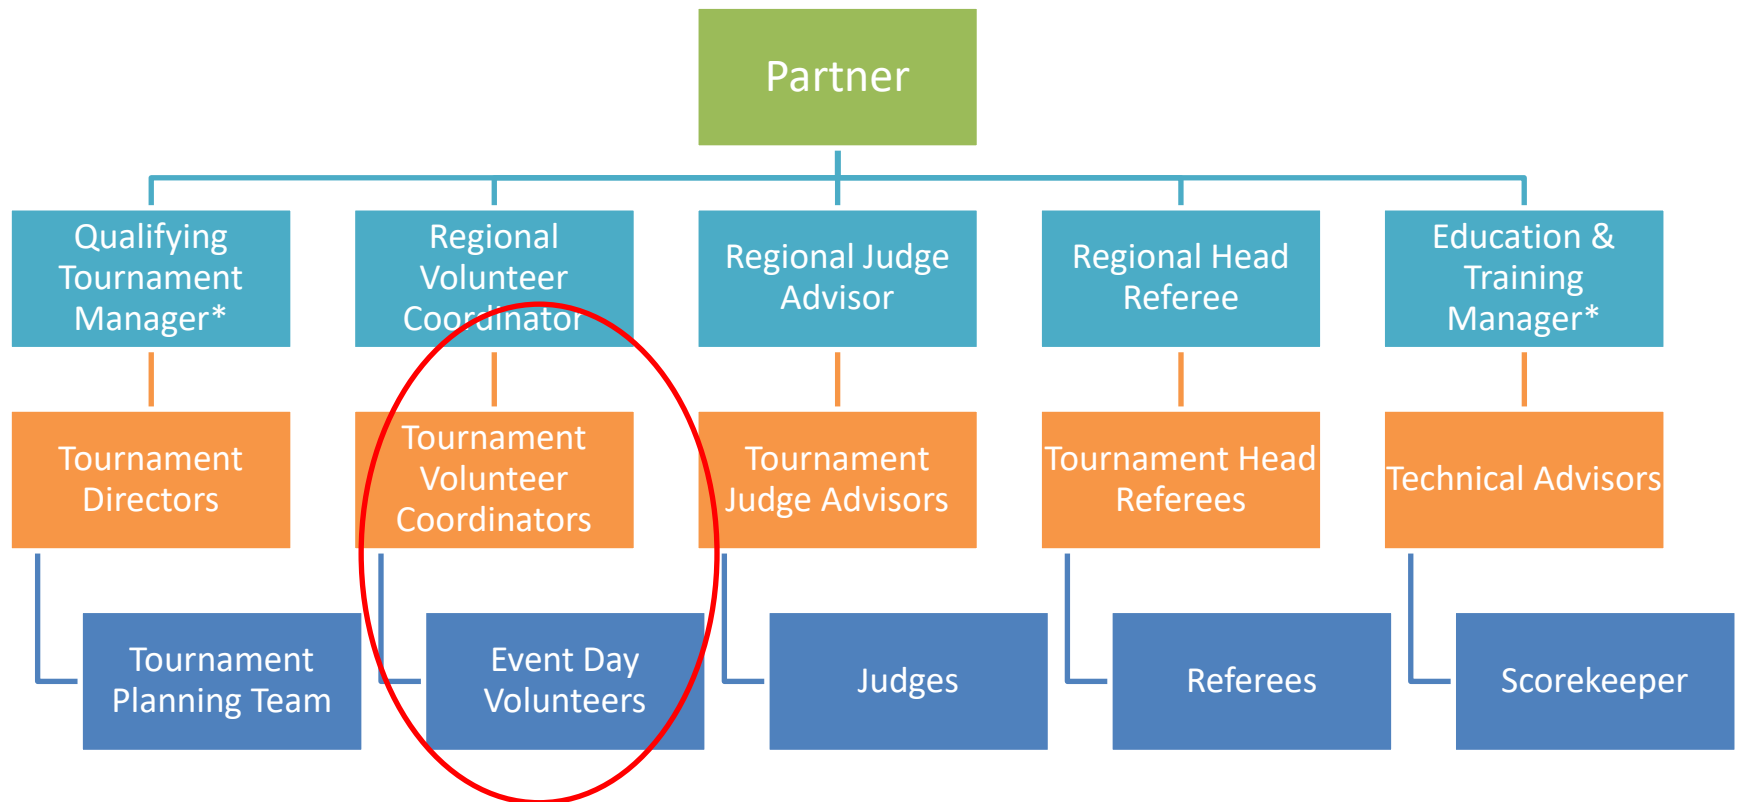 Partner
Qualifying
Tournament
Manager*
Regional
Volunteer
Coordinator
Regional Judge
Advisor
Regional Head
Referee
Education &
Training
Manager*
Tournament
Directors
Tournament
Volunteer
Coordinators
Tournament
Judge Advisors
Tournament Head
Referees
Technical Advisors
Tournament
Planning Team
Event Day
Volunteers
Judges
Referees
Scorekeeper